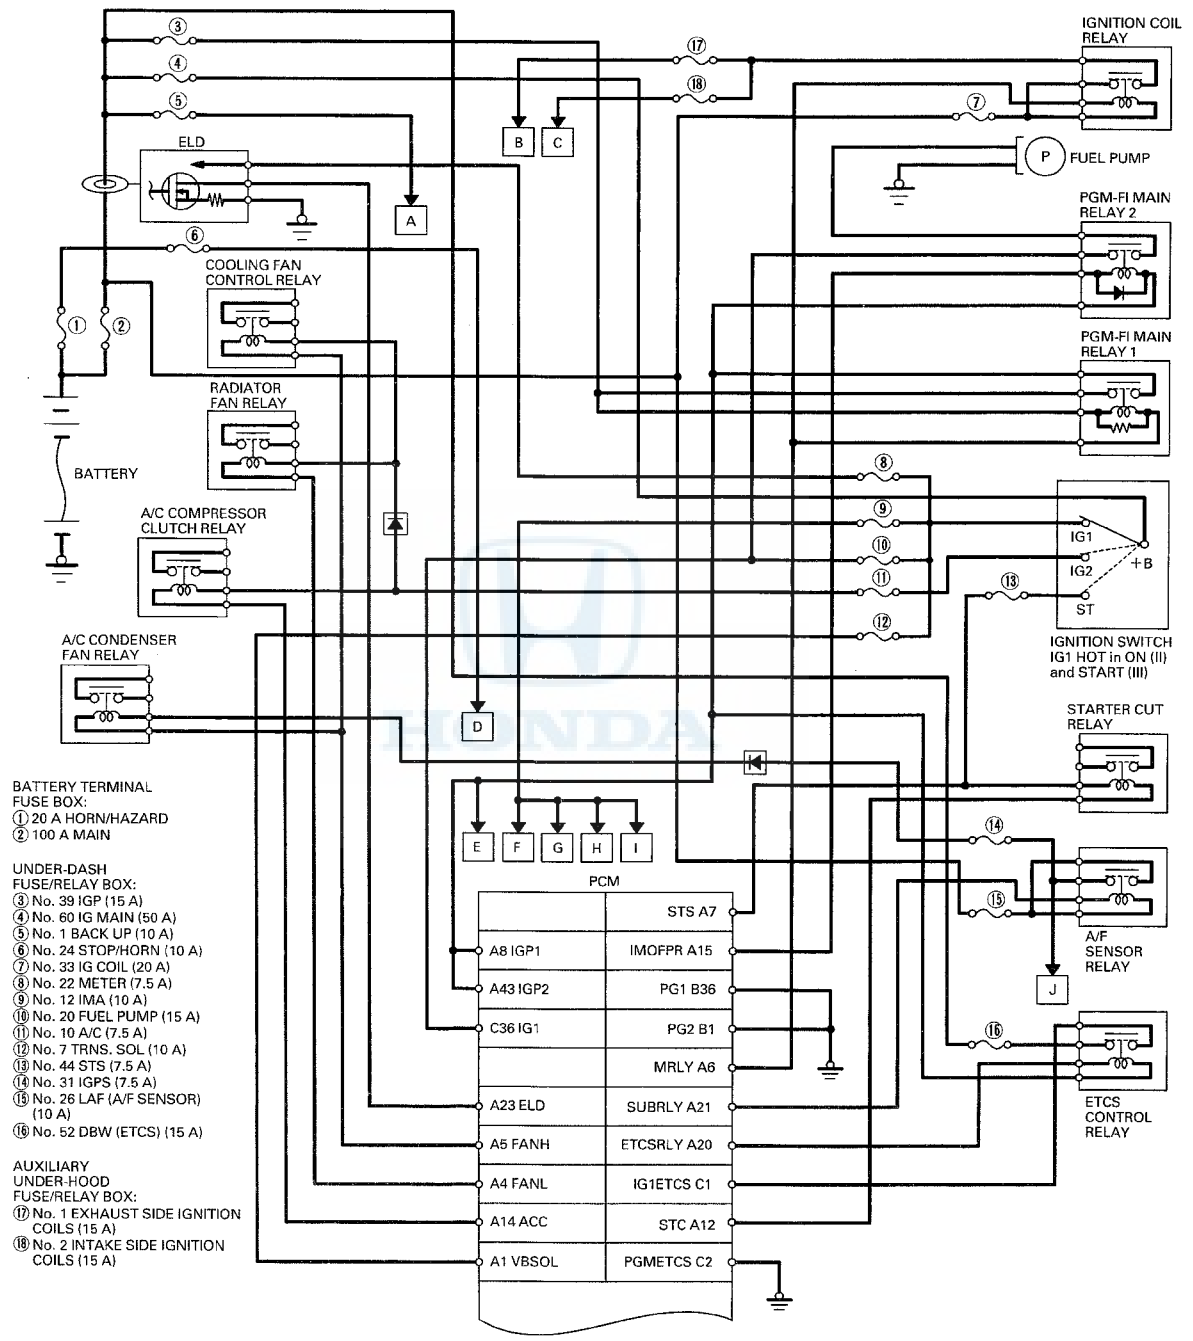 IGNITION COIL
RELAY
③
④
⑤
⑰
⑱
⑦
B
C
A
ELD
P
FUEL PUMP
PGM-FI MAIN
RELAY 2
⑥
COOLING FAN
CONTROL RELAY
①
②
PGM-FI MAIN
RELAY 1
RADIATOR
FAN RELAY
BATTERY
⑧
⑨
⑩
⑪
⑫
⑬
IG1
IG2
+B
ST
IGNITION SWITCH
IG1 HOT in ON (II)
and START (III)
A/C COMPRESSOR
CLUTCH RELAY
A/C CONDENSER
FAN RELAY
HONDA
D
STARTER CUT
RELAY
E
F
G
H
I
⑭
⑮
A/F
SENSOR
RELAY
J
⑯
ETCS
CONTROL
RELAY
PCM
STS A7
A8 IGP1
IMOFPR A15
A43 IGP2
PG1 B36
C36 IG1
PG2 B1
MRLY A6
A23 ELD
SUBRLY A21
A5 FANH
ETCSRLY A20
A4 FANL
IG1ETCS C1
A14 ACC
STC A12
A1 VBSOL
PGMETCS C2
BATTERY TERMINAL
FUSE BOX:
① 20 A HORN/HAZARD
② 100 A MAIN
UNDER-DASH
FUSE/RELAY BOX:
③ No. 39 IGP (15 A)
④ No. 60 IG MAIN (50 A)
⑤ No. 1 BACK UP (10 A)
⑥ No. 24 STOP/HORN (10 A)
⑦ No. 33 IG COIL (20 A)
⑧ No. 22 METER (7.5 A)
⑨ No. 12 IMA (10 A)
⑩ No. 20 FUEL PUMP (15 A)
⑪ No. 10 A/C (7.5 A)
⑫ No. 7 TRNS. SOL (10 A)
⑬ No. 44 STS (7.5 A)
⑭ No. 31 IGPS (7.5 A)
⑮ No. 26 LAF (A/F SENSOR)
(10 A)
⑯ No. 52 DBW (ETCS) (15 A)
AUXILIARY
UNDER-HOOD
FUSE/RELAY BOX:
⑰ No. 1 EXHAUST SIDE IGNITION
COILS (15 A)
⑱ No. 2 INTAKE SIDE IGNITION
COILS (15 A)